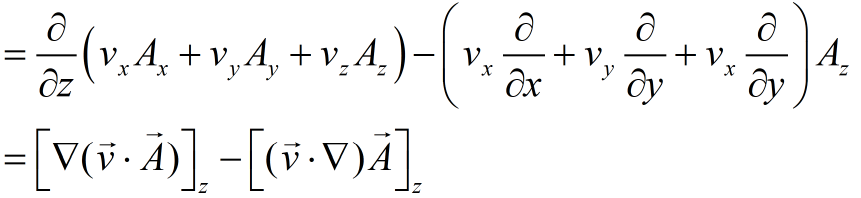 = ∂/∂z (v_x A_x + v_y A_y + v_z A_z) − (v_x ∂/∂x + v_y ∂/∂y + v_x ∂/∂y) A_z
= [∇(v⃗ · A⃗)]_z − [(v⃗ · ∇)A⃗]_z